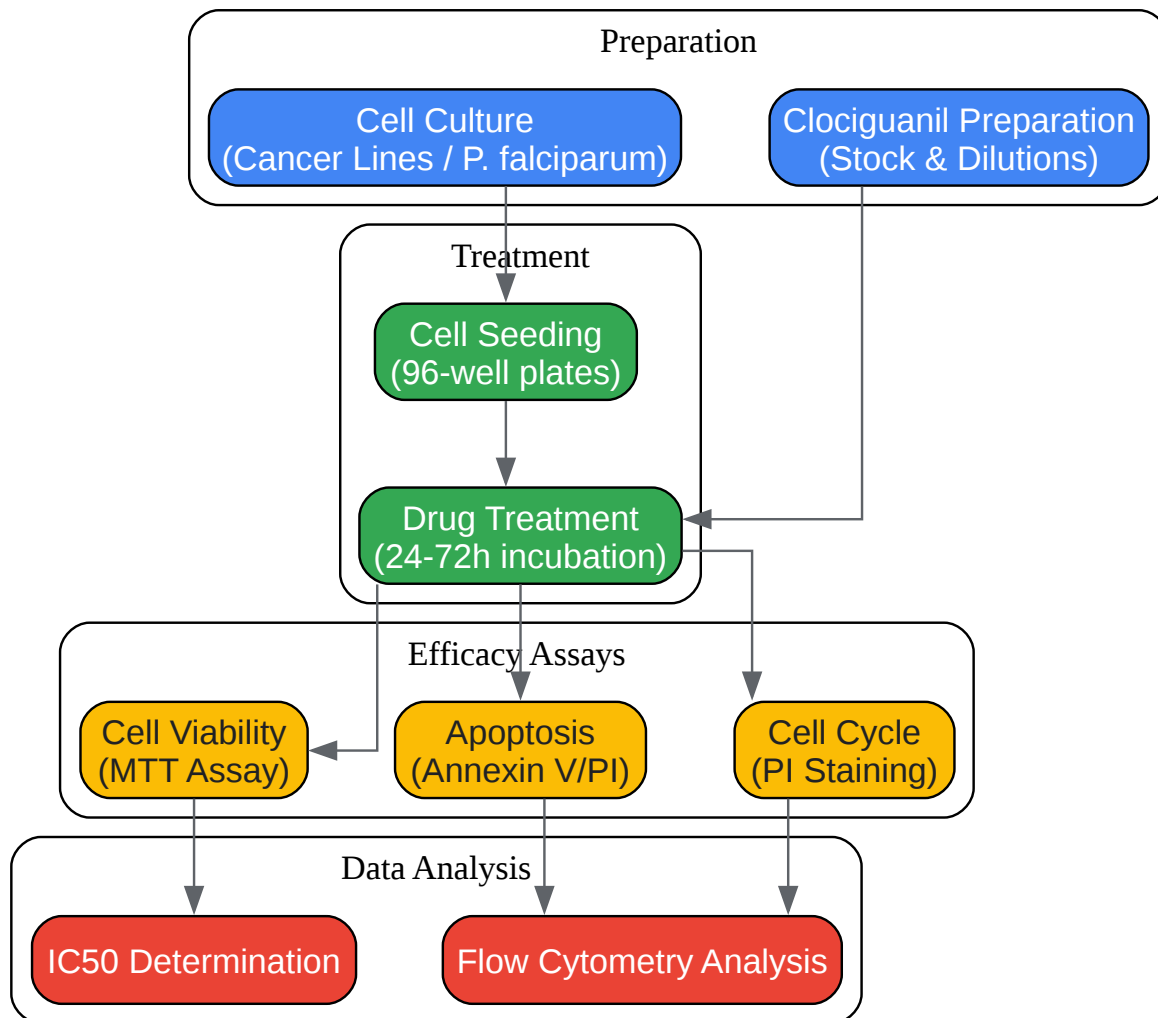 Preparation
Cell Culture
(Cancer Lines / P. falciparum)
Clociguanil Preparation
(Stock & Dilutions)
Treatment
Cell Seeding
(96-well plates)
Drug Treatment
(24-72h incubation)
Efficacy Assays
Cell Viability
(MTT Assay)
Apoptosis
(Annexin V/PI)
Cell Cycle
(PI Staining)
Data Analysis
IC50 Determination
Flow Cytometry Analysis